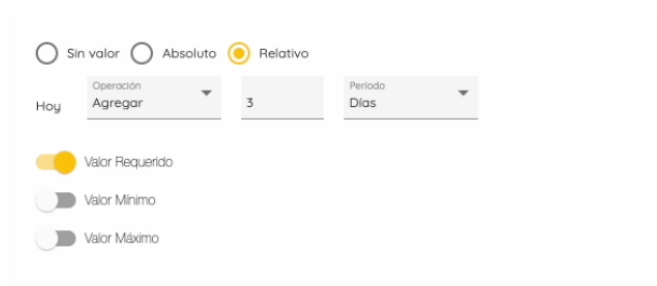 Sin valor Absoluto Relativo
Operación Período
Hoy Agregar 3 Días
Valor Requerido
Valor Mínimo
Valor Máximo